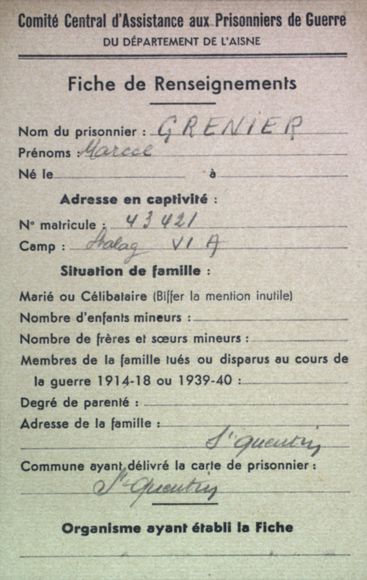 Comité Central d'Assistance aux Prisonniers de Guerre
DU DÉPARTEMENT DE L'AISNE
Fiche de Renseignements
Nom du prisonnier : GRENIER
Prénoms : Marcel
Né le à
Adresse en captivité :
N° matricule : 43421
Camp : Stalag VI A
Situation de famille :
Marié ou Célibataire (Biffer la mention inutile)
Nombre d'enfants mineurs :
Nombre de frères et sœurs mineurs :
Membres de la famille tués ou disparus au cours de
la guerre 1914-18 ou 1939-40 :
Degré de parenté :
Adresse de la famille :
St Quentin
Commune ayant délivré la carte de prisonnier :
St-Quentin
Organisme ayant établi la Fiche